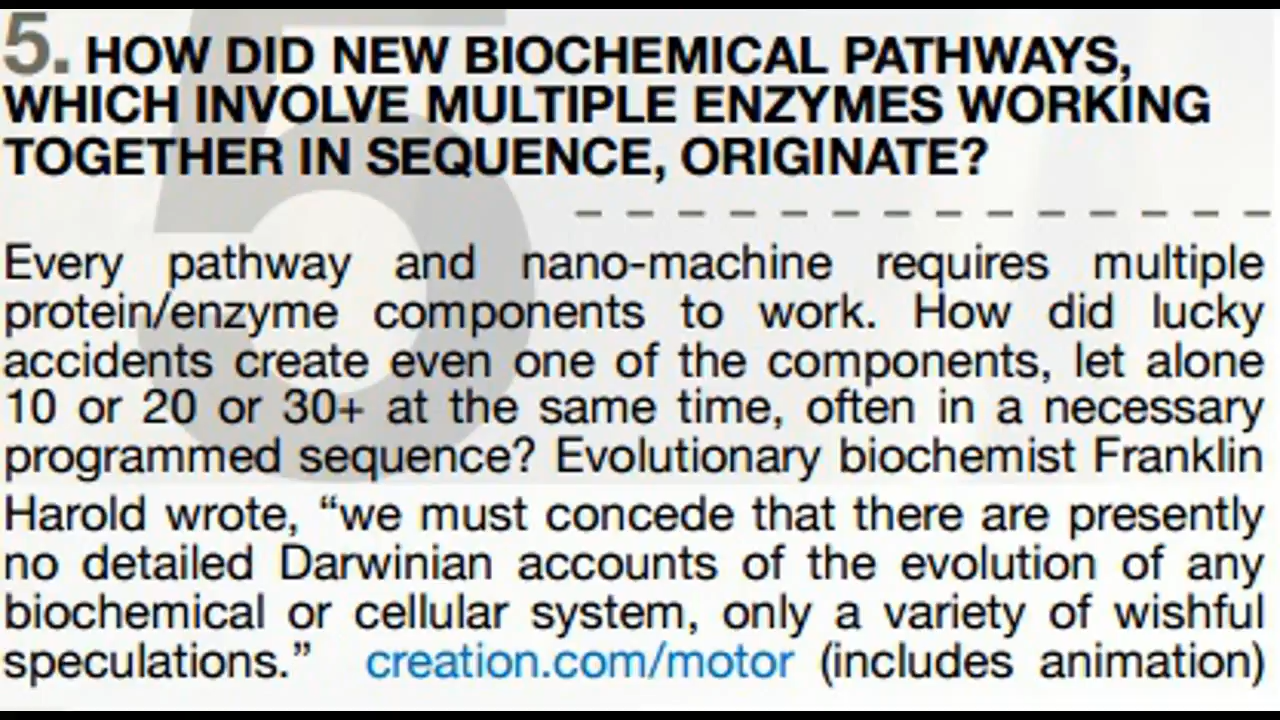 5. HOW DID NEW BIOCHEMICAL PATHWAYS,
WHICH INVOLVE MULTIPLE ENZYMES WORKING
TOGETHER IN SEQUENCE, ORIGINATE?
Every pathway and nano-machine requires multiple
protein/enzyme components to work. How did lucky
accidents create even one of the components, let alone
10 or 20 or 30+ at the same time, often in a necessary
programmed sequence? Evolutionary biochemist Franklin
Harold wrote, “we must concede that there are presently
no detailed Darwinian accounts of the evolution of any
biochemical or cellular system, only a variety of wishful
speculations.” creation.com/motor (includes animation)